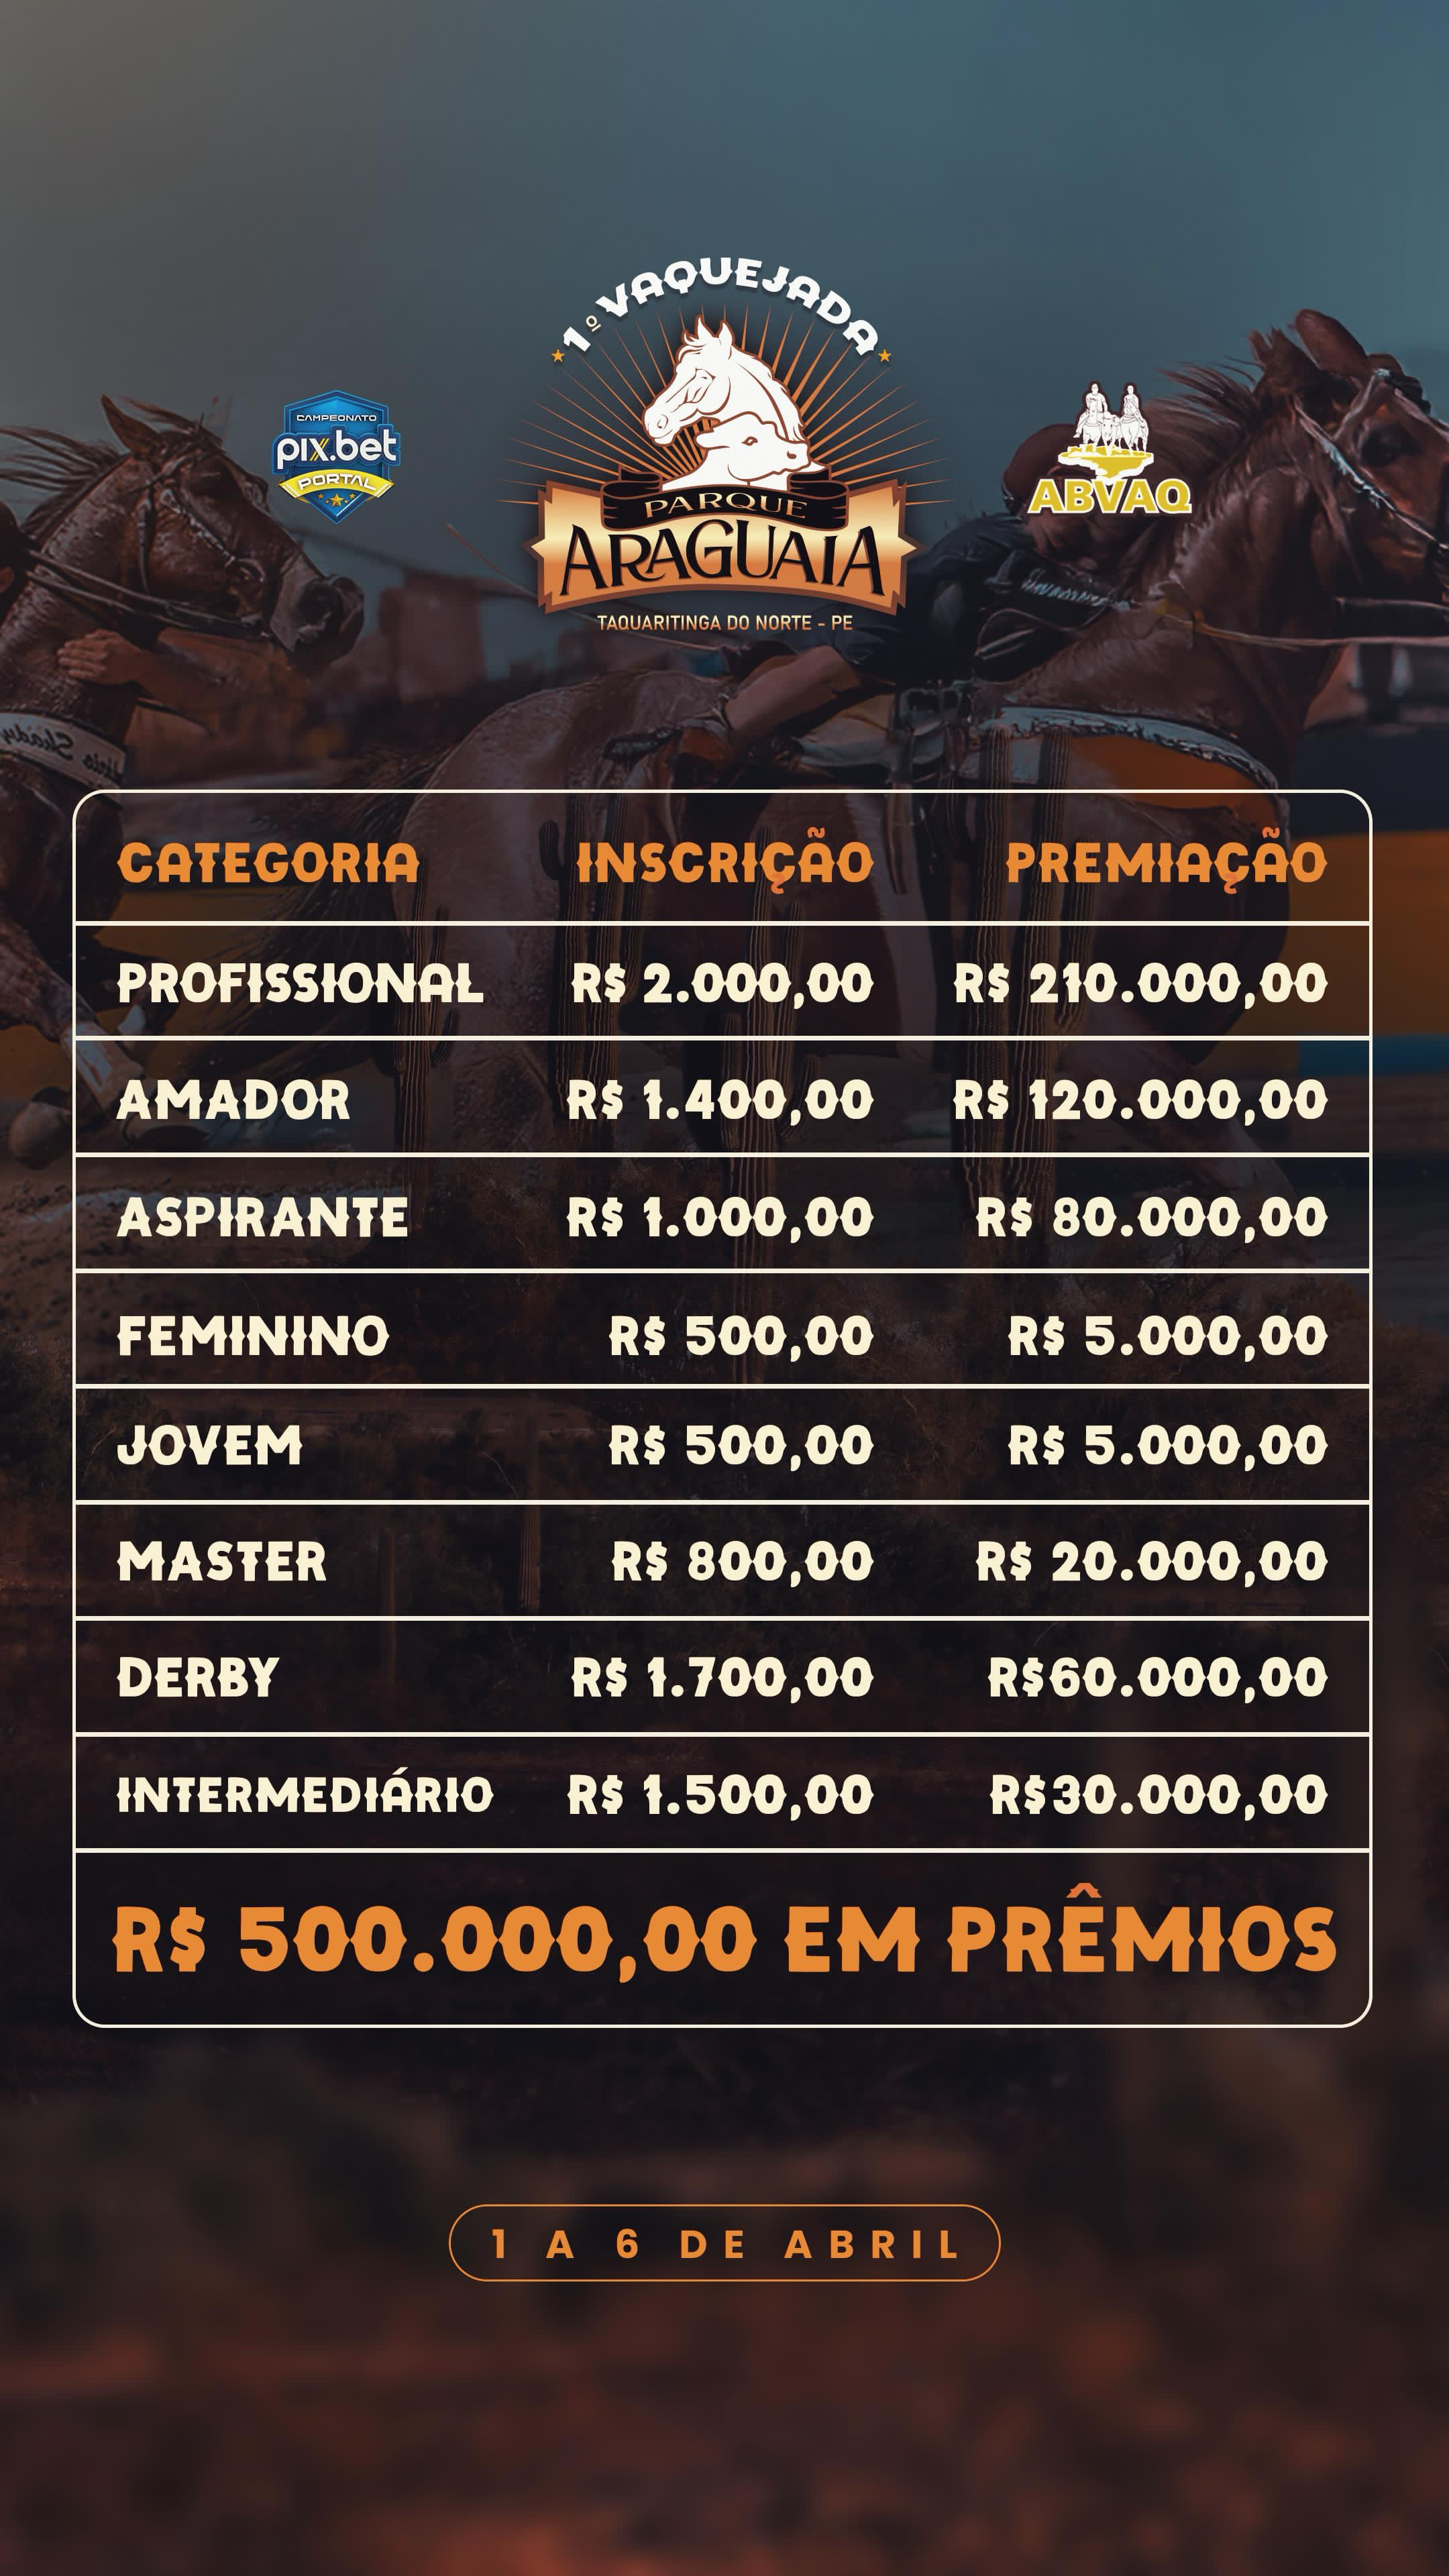 1º VAQUEJADA
CAMPEONATO
pix.bet
PORTAL
PARQUE
ARAGUAIA
TAQUARITINGA DO NORTE - PE
ABVAQ
CATEGORIA INSCRIÇÃO PREMIAÇÃO
PROFISSIONAL R$ 2.000,00 R$ 210.000,00
AMADOR R$ 1.400,00 R$ 120.000,00
ASPIRANTE R$ 1.000,00 R$ 80.000,00
FEMININO R$ 500,00 R$ 5.000,00
JOVEM R$ 500,00 R$ 5.000,00
MASTER R$ 800,00 R$ 20.000,00
DERBY R$ 1.700,00 R$60.000,00
INTERMEDIÁRIO R$ 1.500,00 R$30.000,00
R$ 500.000,00 EM PRÊMIOS
1 A 6 DE ABRIL